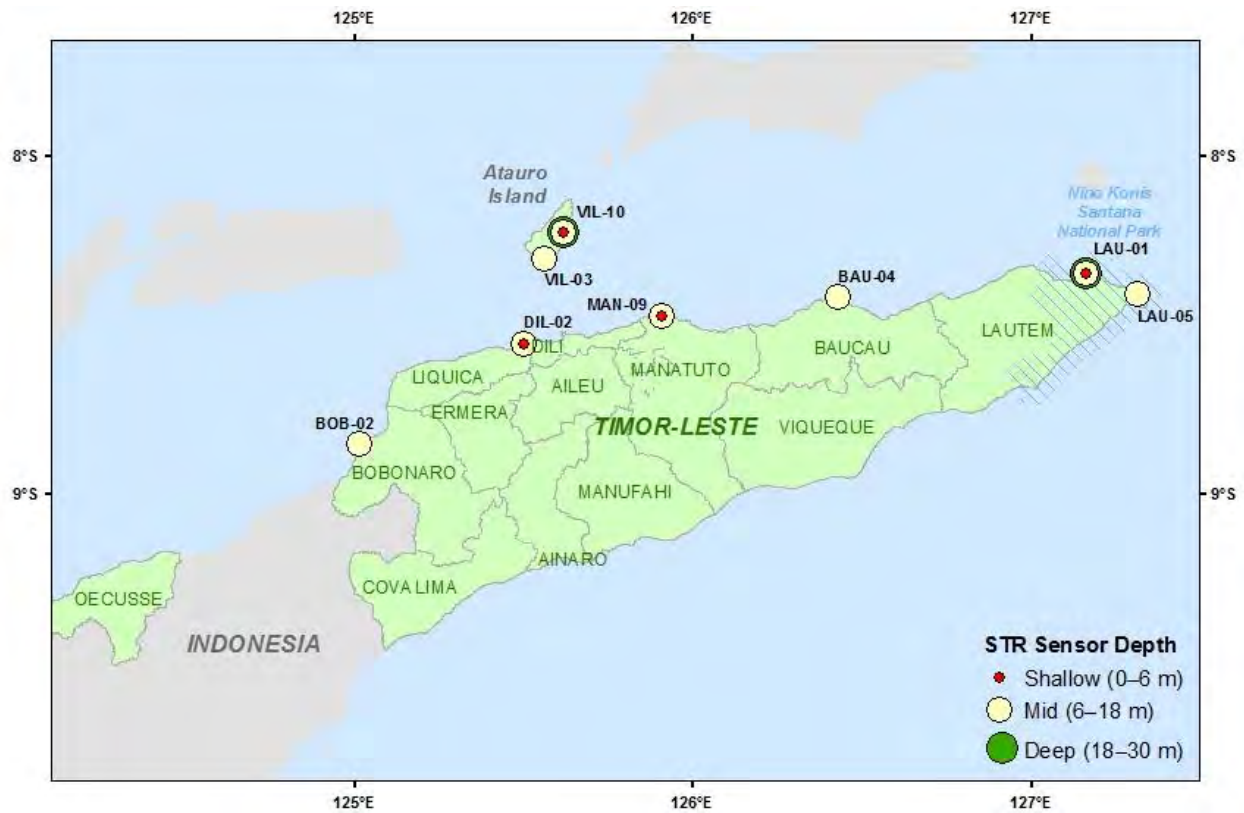 125°E 126°E 127°E
8°S 8°S
Atauro
Island
Nino Konis
Santana
National Park
VIL-10
LAU-01
VIL-03
BAU-04
MAN-09
LAU-05
DIL-02
DILI
LAUTEM
BAUCAU
LIQUICA
AILEU
MANATUTO
ERMERA
BOB-02
TIMOR-LESTE
VIQUEQUE
BOBONARO
MANUFAHI
9°S 9°S
AINARO
COVA LIMA
OECUSSE
INDONESIA
STR Sensor Depth
Shallow (0–6 m)
Mid (6–18 m)
Deep (18–30 m)
125°E 126°E 127°E